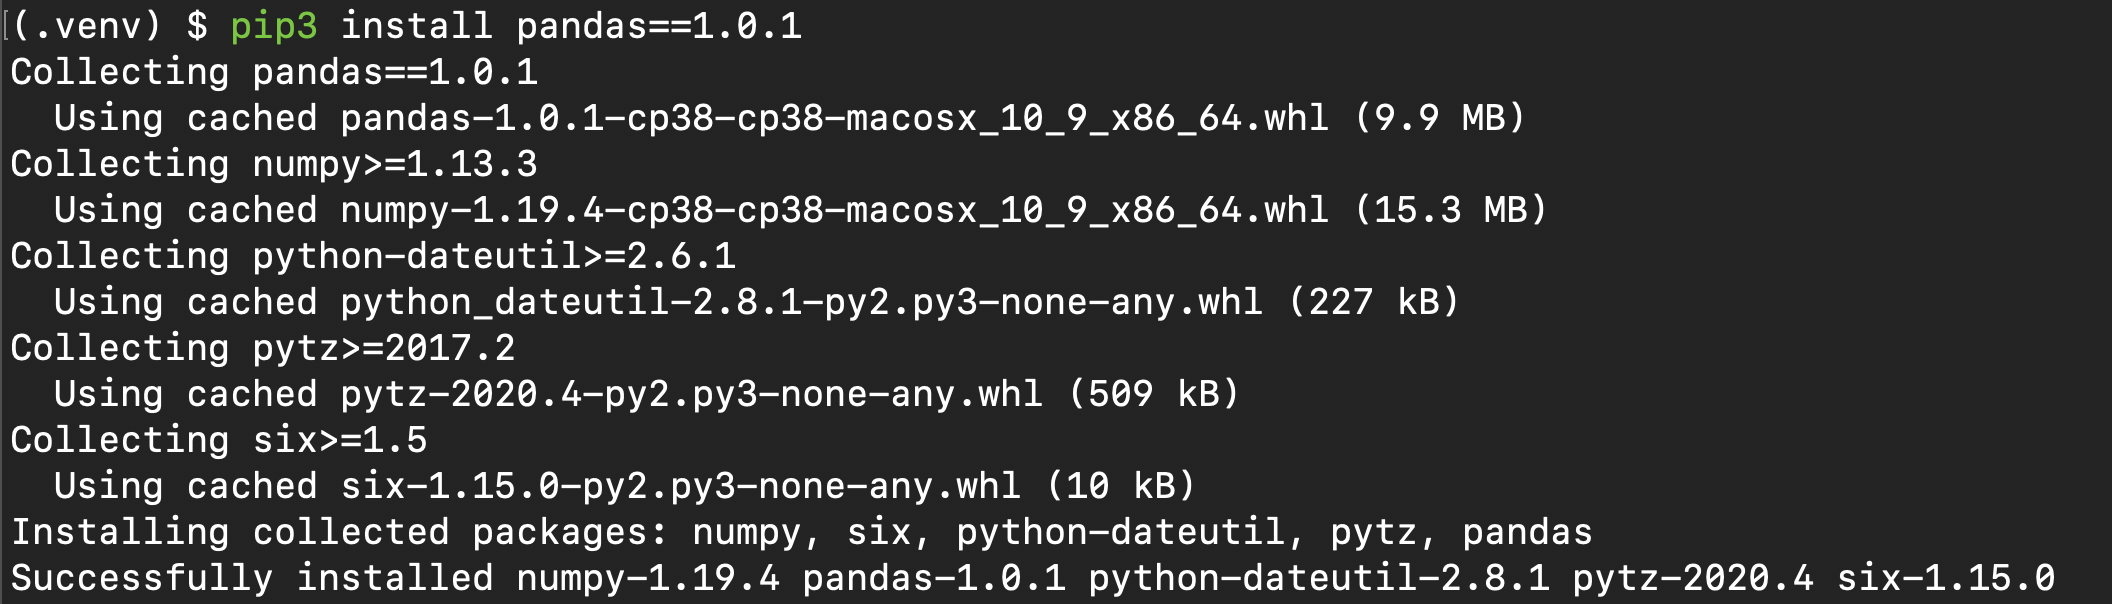 (.venv) $ pip3 install pandas==1.0.1
Collecting pandas==1.0.1
  Using cached pandas-1.0.1-cp38-cp38-macosx_10_9_x86_64.whl (9.9 MB)
Collecting numpy>=1.13.3
  Using cached numpy-1.19.4-cp38-cp38-macosx_10_9_x86_64.whl (15.3 MB)
Collecting python-dateutil>=2.6.1
  Using cached python_dateutil-2.8.1-py2.py3-none-any.whl (227 kB)
Collecting pytz>=2017.2
  Using cached pytz-2020.4-py2.py3-none-any.whl (509 kB)
Collecting six>=1.5
  Using cached six-1.15.0-py2.py3-none-any.whl (10 kB)
Installing collected packages: numpy, six, python-dateutil, pytz, pandas
Successfully installed numpy-1.19.4 pandas-1.0.1 python-dateutil-2.8.1 pytz-2020.4 six-1.15.0